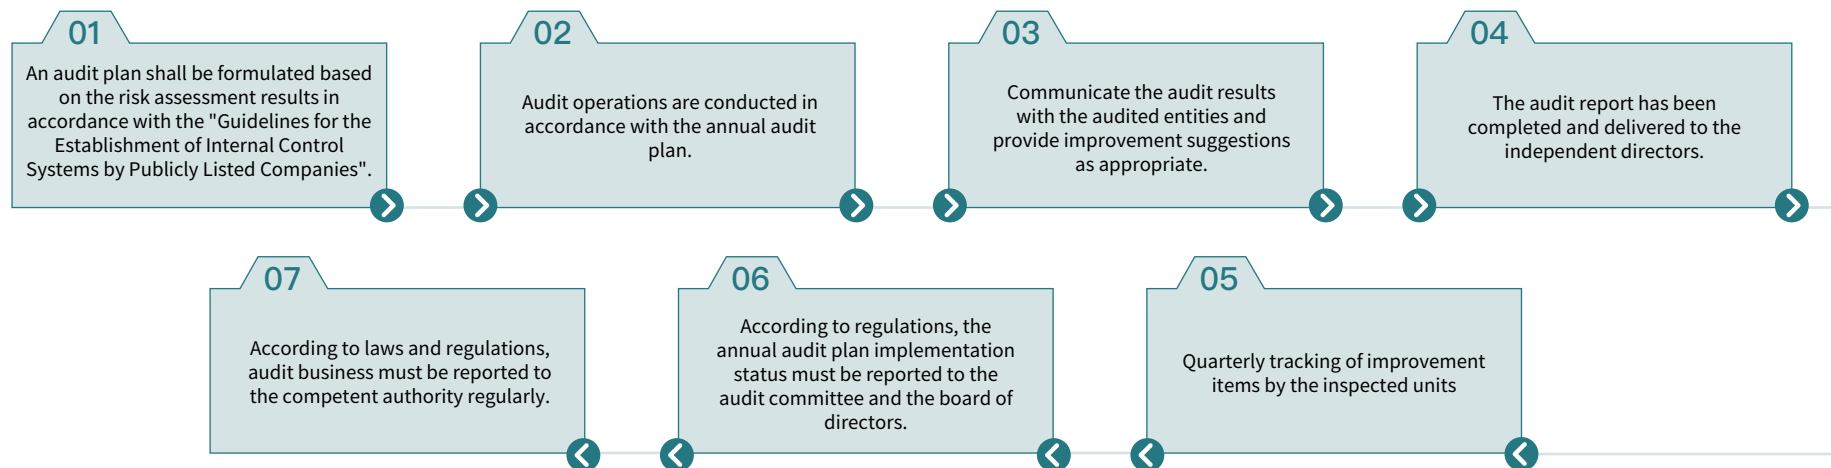 01
An audit plan shall be formulated based
on the risk assessment results in
accordance with the "Guidelines for the
Establishment of Internal Control
Systems by Publicly Listed Companies".
02
Audit operations are conducted in
accordance with the annual audit
plan.
03
Communicate the audit results
with the audited entities and
provide improvement suggestions
as appropriate.
04
The audit report has been
completed and delivered to the
independent directors.
05
Quarterly tracking of improvement
items by the inspected units
06
According to regulations, the
annual audit plan implementation
status must be reported to the
audit committee and the board of
directors.
07
According to laws and regulations,
audit business must be reported to
the competent authority regularly.